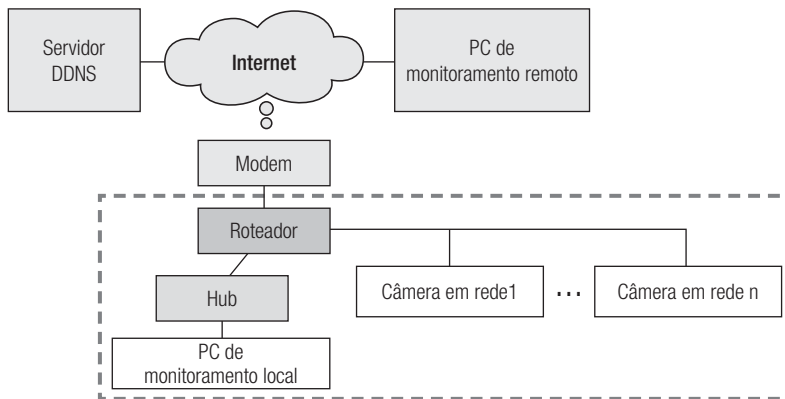 Servidor
DDNS
Internet
PC de
monitoramento remoto
Modem
Roteador
Hub
Câmera em rede1
...
Câmera em rede n
PC de
monitoramento local